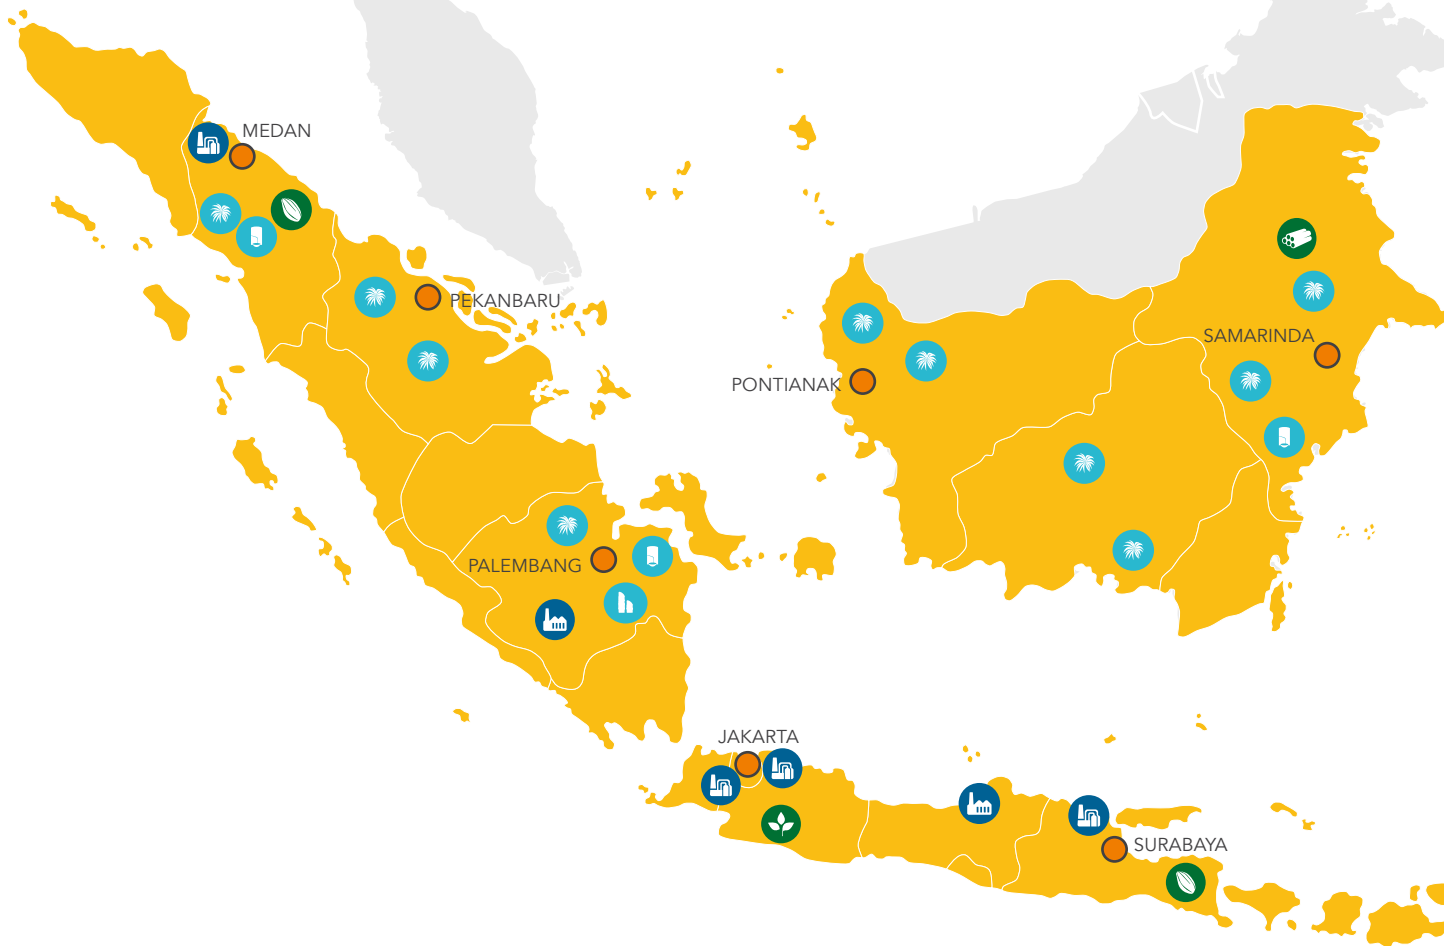 MEDAN
PEKANBARU
SAMARINDA
PONTIANAK
PALEMBANG
JAKARTA
SURABAYA